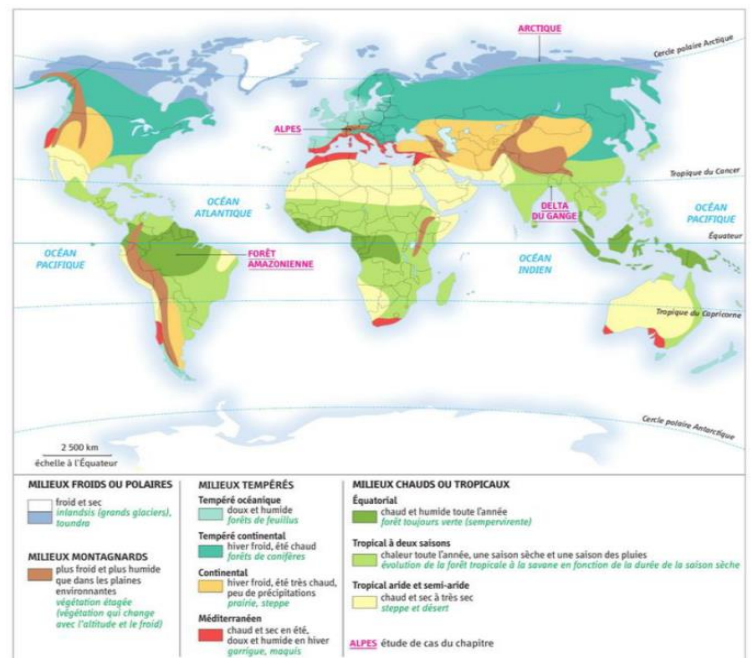 ARCTIQUE
Cercle polaire Arctique
ALPES
Tropique du Cancer
OCÉAN
ATLANTIQUE
DELTA
DU GANGE
OCÉAN
PACIFIQUE
Équateur
OCÉAN
PACIFIQUE
FORÊT
AMAZONIENNE
OCÉAN
INDIEN
Tropique du Capricorne
Cercle polaire Antarctique
2 500 km
échelle à l'Équateur
MILIEUX FROIDS OU POLAIRES
froid et sec
inlandsis (grands glaciers),
toundra
MILIEUX MONTAGNARDS
plus froid et plus humide
que dans les plaines
environnantes
végétation étagée
(végétation qui change
avec l'altitude et le froid)
MILIEUX TEMPÉRÉS
Tempéré océanique
doux et humide
forêts de feuillus
Tempéré continental
hiver froid, été chaud
forêts de conifères
Continental
hiver froid, été très chaud,
peu de précipitations
prairie, steppe
Méditerranéen
chaud et sec en été,
doux et humide en hiver
garrigue, maquis
MILIEUX CHAUDS OU TROPICAUX
Équatorial
chaud et humide toute l'année
forêt toujours verte (sempervirente)
Tropical à deux saisons
chaleur toute l'année, une saison sèche et une saison des pluies
évolution de la forêt tropicale à la savane en fonction de la durée de la saison sèche
Tropical aride et semi-aride
chaud et sec à très sec
steppe et désert
ALPES étude de cas du chapitre